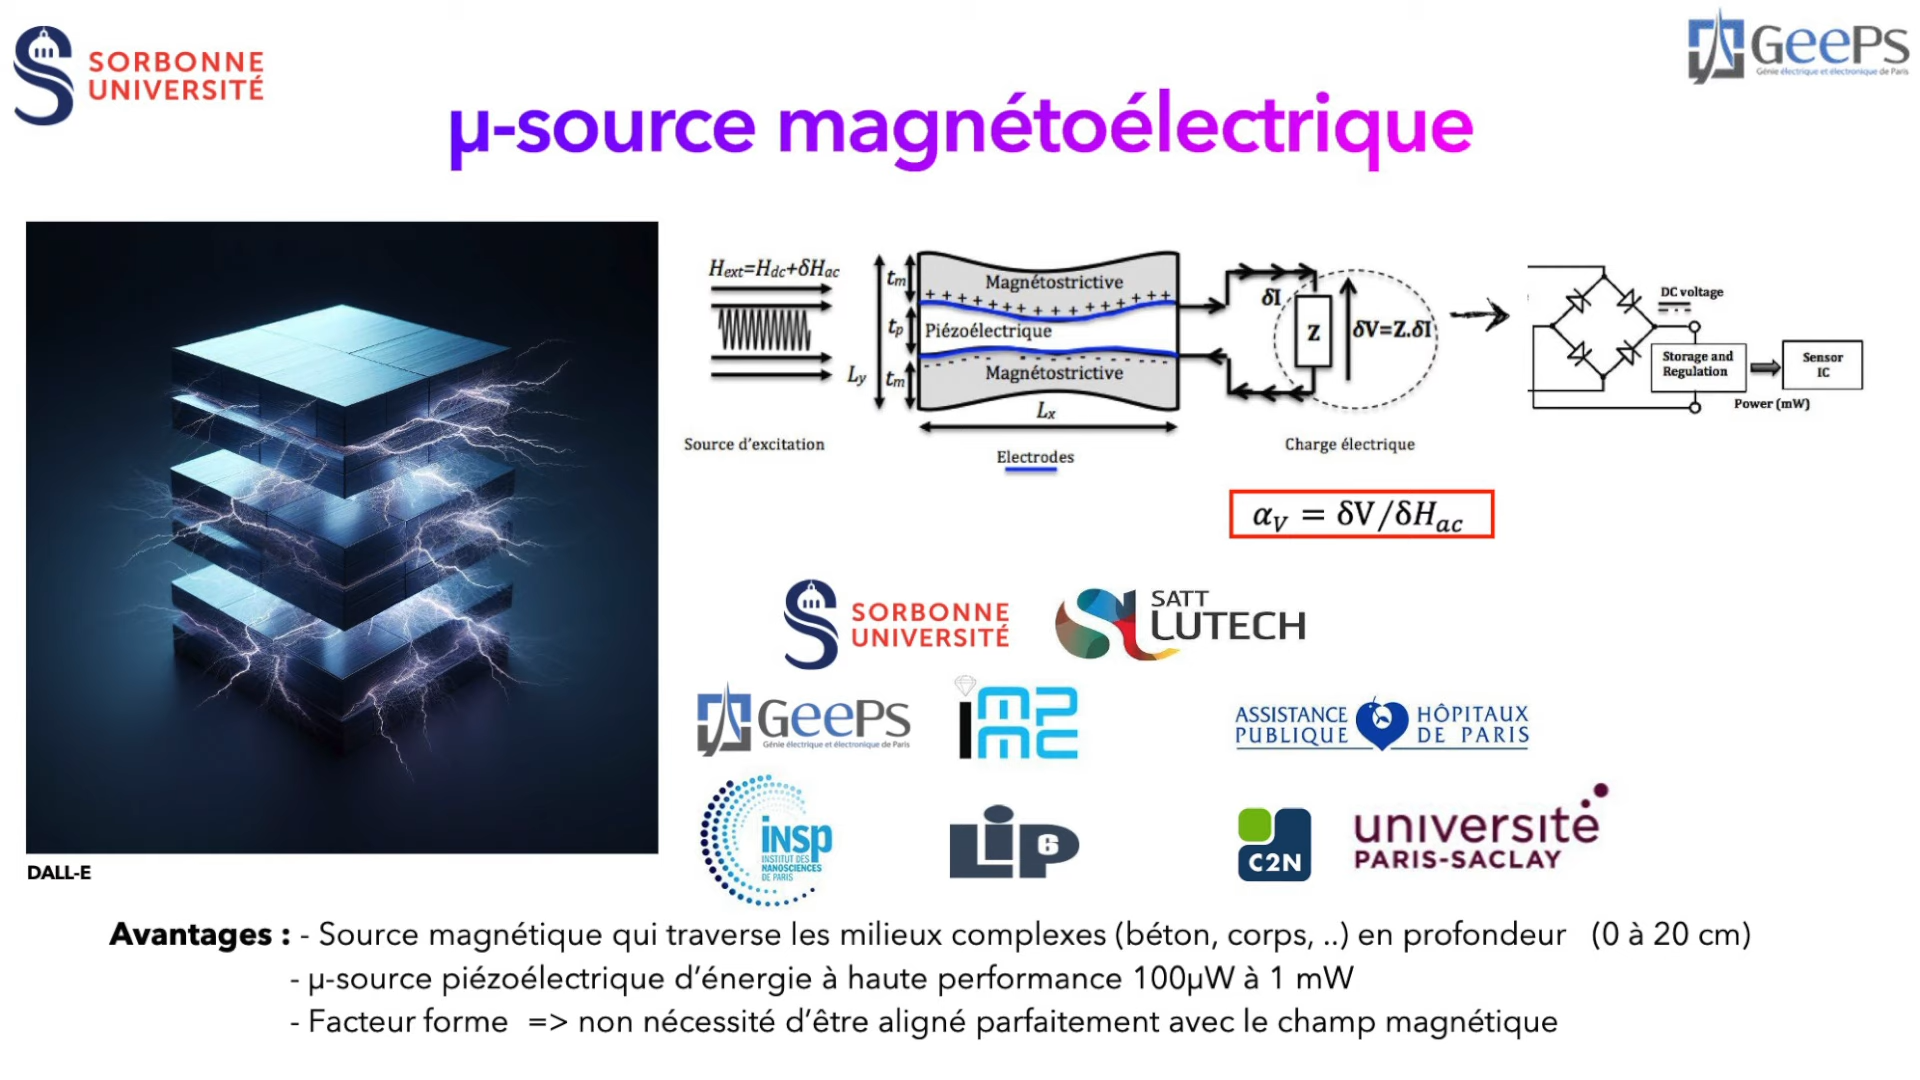 SORBONNE
UNIVERSITÉ
GeePs
Génie électrique et électronique de Paris
µ-source magnétoélectrique
Hext=Hdc+δHac
Source d'excitation
tm
tp
tm
Ly
Magnétostrictive
+ + + + + + + + + + + + + + +
Piézoélectrique
Magnétostrictive
Lx
Electrodes
δI
Z
δV=Z.δI
Charge électrique
DC voltage
Storage and
Regulation
Sensor
IC
Power (mW)
αV = δV/δHac
SORBONNE
UNIVERSITÉ
SATT
LUTECH
GeePs
Génie électrique et électronique de Paris
impmc
ASSISTANCE
PUBLIQUE
HÔPITAUX
DE PARIS
insp
INSTITUT DES
NANOSCIENCES
DE PARIS
LIP6
C2N
université
PARIS-SACLAY
DALL-E
Avantages : - Source magnétique qui traverse les milieux complexes (béton, corps, ..) en profondeur (0 à 20 cm)
- µ-source piézoélectrique d'énergie à haute performance 100µW à 1 mW
- Facteur forme => non nécessité d'être aligné parfaitement avec le champ magnétique